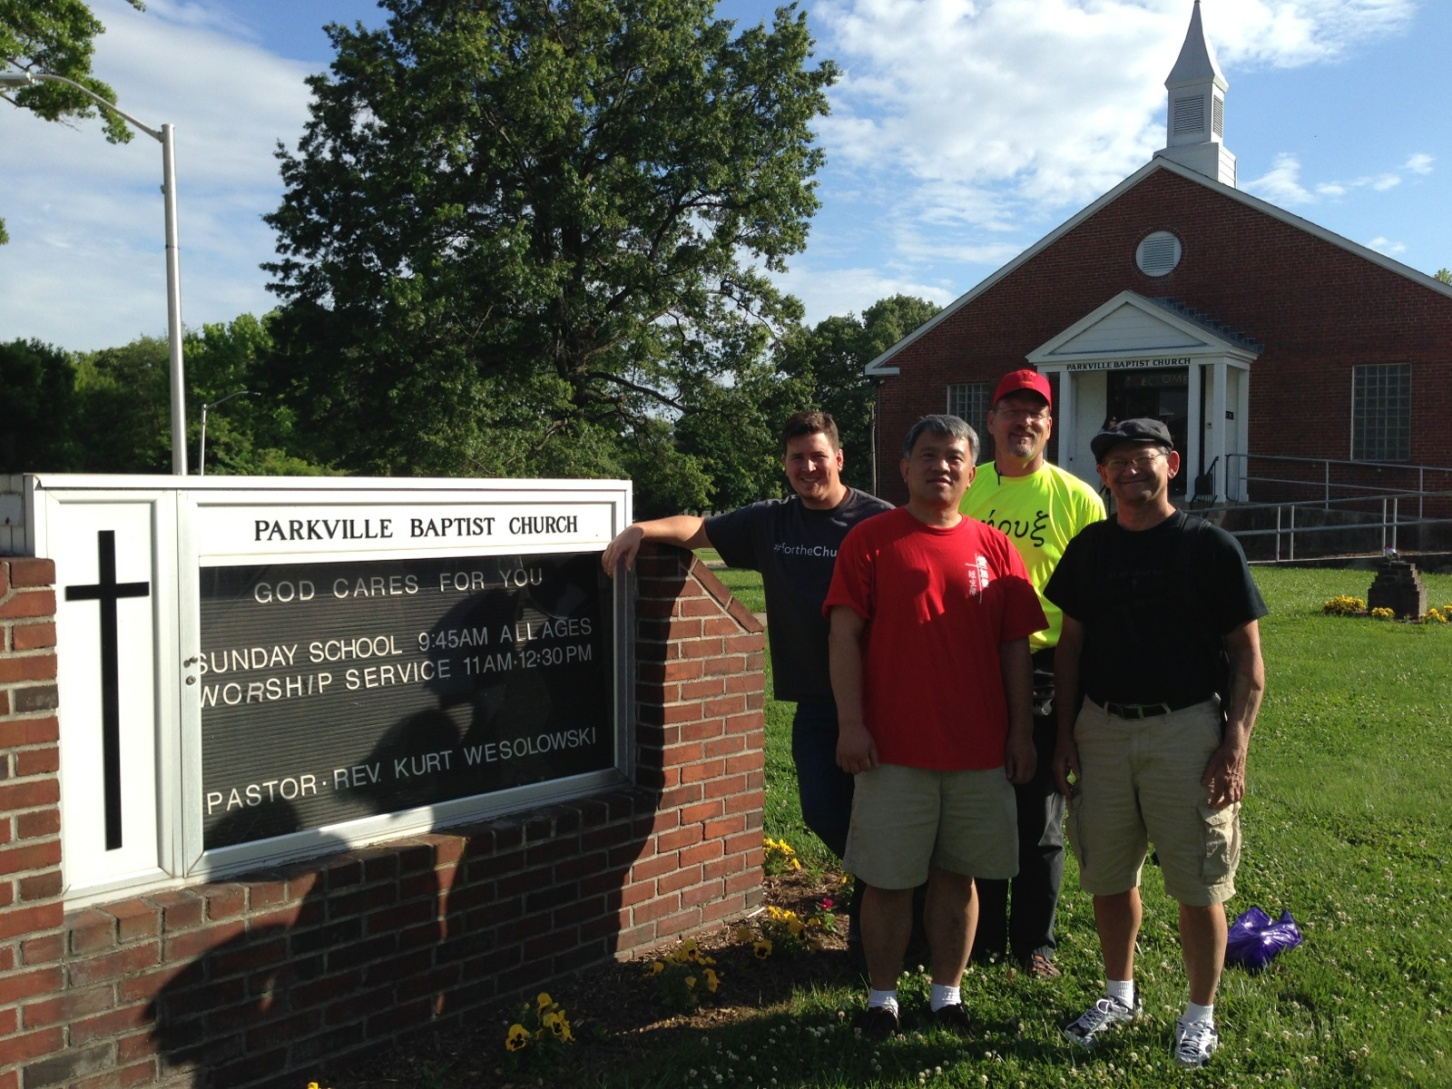 PARKVILLE BAPTIST CHURCH
GOD CARES FOR YOU
SUNDAY SCHOOL 9:45AM ALL AGES
WORSHIP SERVICE 11AM-12:30PM
PASTOR · REV. KURT WESOLOWSKI
PARKVILLE BAPTIST CHURCH
#FortheChu